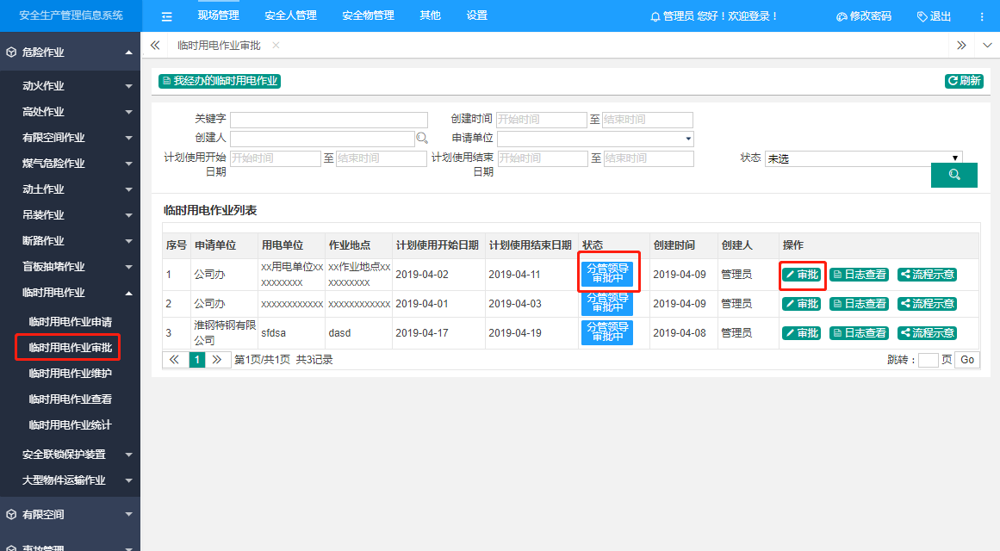 安全生产管理信息系统
现场管理 安全人管理 安全物管理 其他 设置
管理员 您好！欢迎登录！ 修改密码 退出
危险作业
动火作业
高处作业
有限空间作业
煤气危险作业
动土作业
吊装作业
断路作业
盲板抽堵作业
临时用电作业
临时用电作业申请
临时用电作业审批
临时用电作业维护
临时用电作业查看
临时用电作业统计
安全联锁保护装置
大型物件运输作业
有限空间
事故管理
临时用电作业审批
我经办的临时用电作业 刷新
关键字 创建时间 开始时间 至 结束时间
创建人 申请单位
计划使用开始日期 开始时间 至 结束时间 计划使用结束日期 开始时间 至 结束时间 状态 未选
临时用电作业列表
序号 申请单位 用电单位 作业地点 计划使用开始日期 计划使用结束日期 状态 创建时间 创建人 操作
1 公司办 xx用电单位xxxxxxxxxx xx作业地点xxxxxxxxxx 2019-04-02 2019-04-11 分管领导审批中 2019-04-09 管理员 审批 日志查看 流程示意
2 公司办 xxxxxxxxxxxx xxxxxxxxxxxx 2019-04-01 2019-04-03 分管领导审批中 2019-04-09 管理员 审批 日志查看 流程示意
3 淮钢特钢有限公司 sfdsa dasd 2019-04-17 2019-04-19 分管领导审批中 2019-04-08 管理员 审批 日志查看 流程示意
1 第1页/共1页 共3记录 跳转： 页 Go